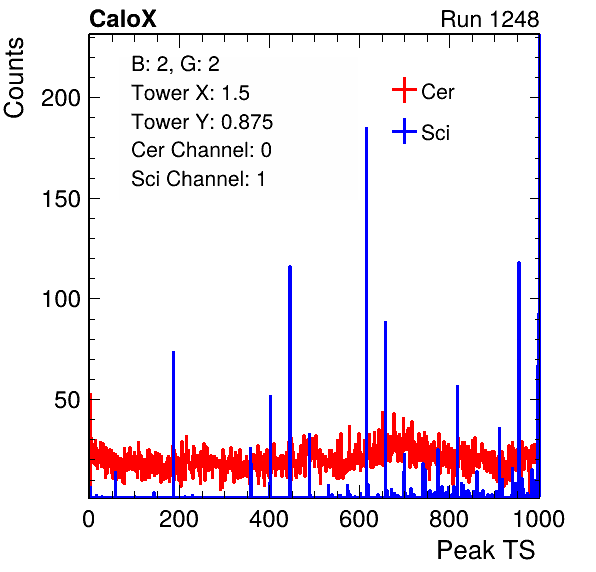 CaloX Run 1248
Counts
B: 2, G: 2
Tower X: 1.5
Tower Y: 0.875
Cer Channel: 0
Sci Channel: 1
Cer
Sci
200
150
100
50
0 200 400 600 800 1000
Peak TS